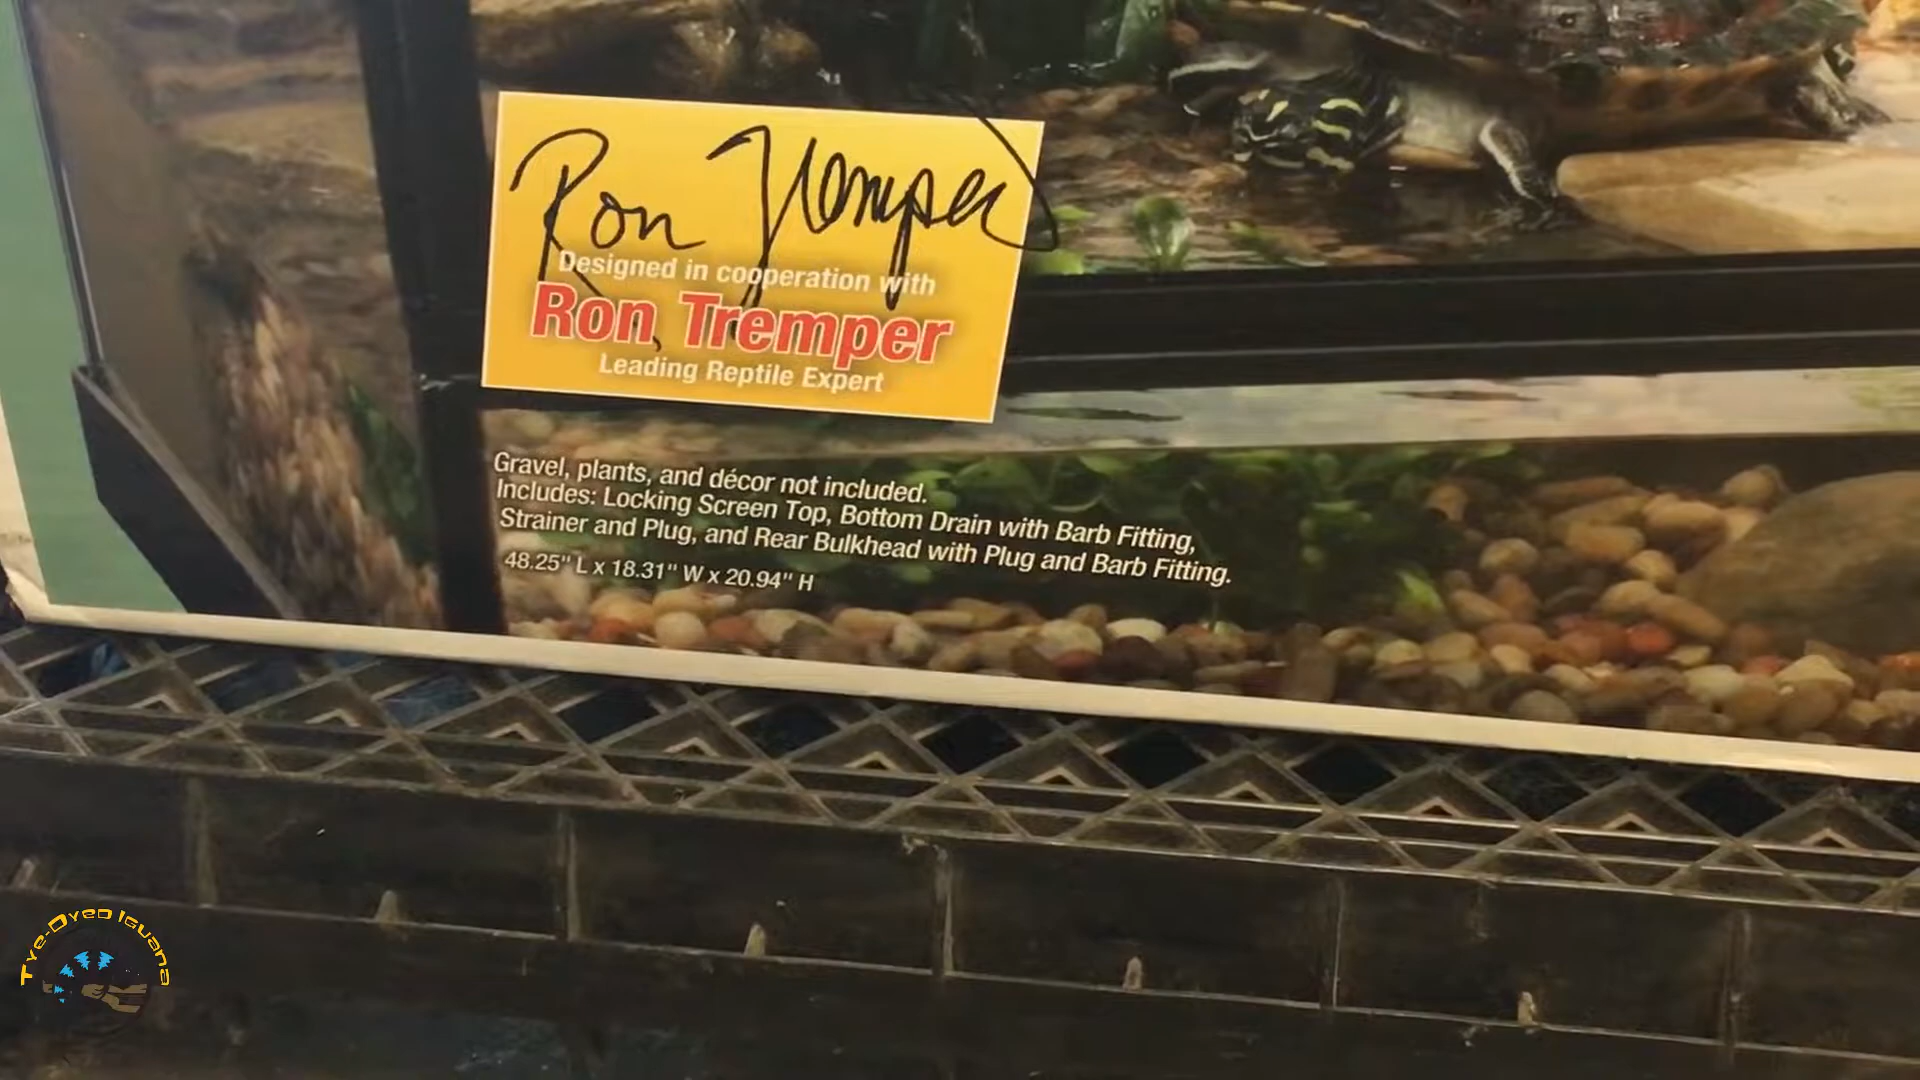 Ron Tremper
Designed in cooperation with
Ron Tremper
Leading Reptile Expert
Gravel, plants, and décor not included.
Includes: Locking Screen Top, Bottom Drain with Barb Fitting,
Strainer and Plug, and Rear Bulkhead with Plug and Barb Fitting.
48.25" L x 18.31" W x 20.94" H
Tye-Dyed Iguana